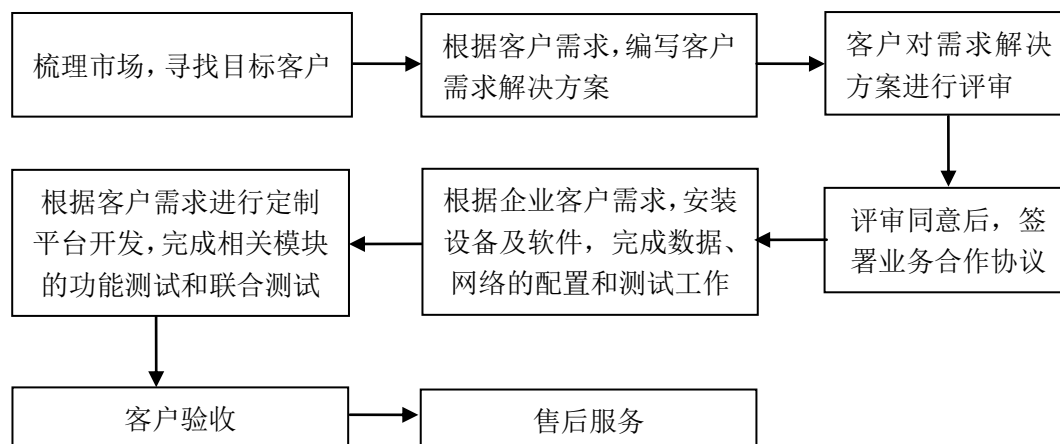 梳理市场，寻找目标客户
根据客户需求，编写客户
需求解决方案
客户对需求解决
方案进行评审
评审同意后，签
署业务合作协议
根据企业客户需求，安装
设备及软件，完成数据、
网络的配置和测试工作
根据客户需求进行定制
平台开发，完成相关模块
的功能测试和联合测试
客户验收
售后服务